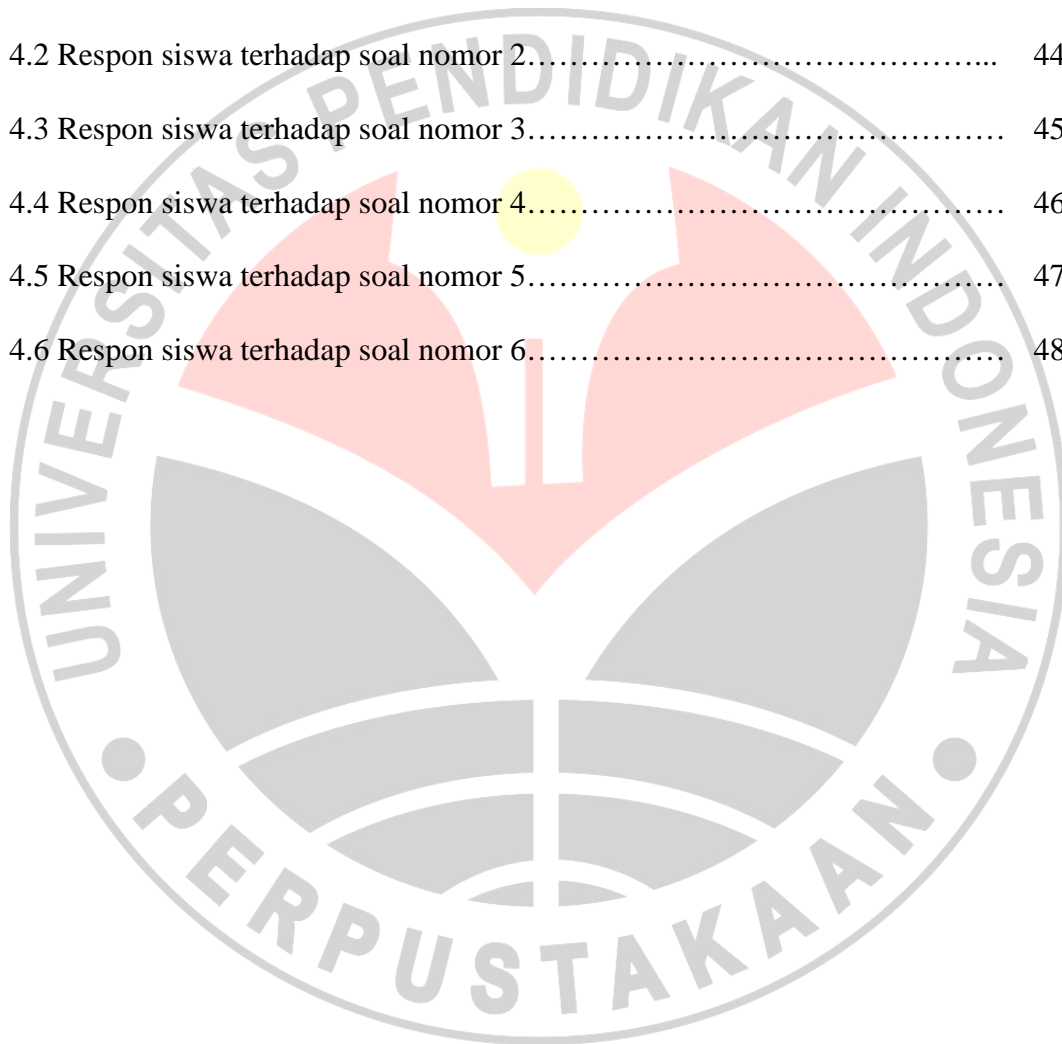 4.2 Respon siswa terhadap soal nomor 2…………………………………….... 44
4.3 Respon siswa terhadap soal nomor 3……………………………………… 45
4.4 Respon siswa terhadap soal nomor 4……………………………………… 46
4.5 Respon siswa terhadap soal nomor 5……………………………………… 47
4.6 Respon siswa terhadap soal nomor 6……………………………………… 48
UNIVERSITAS PENDIDIKAN INDONESIA
PERPUSTAKAAN